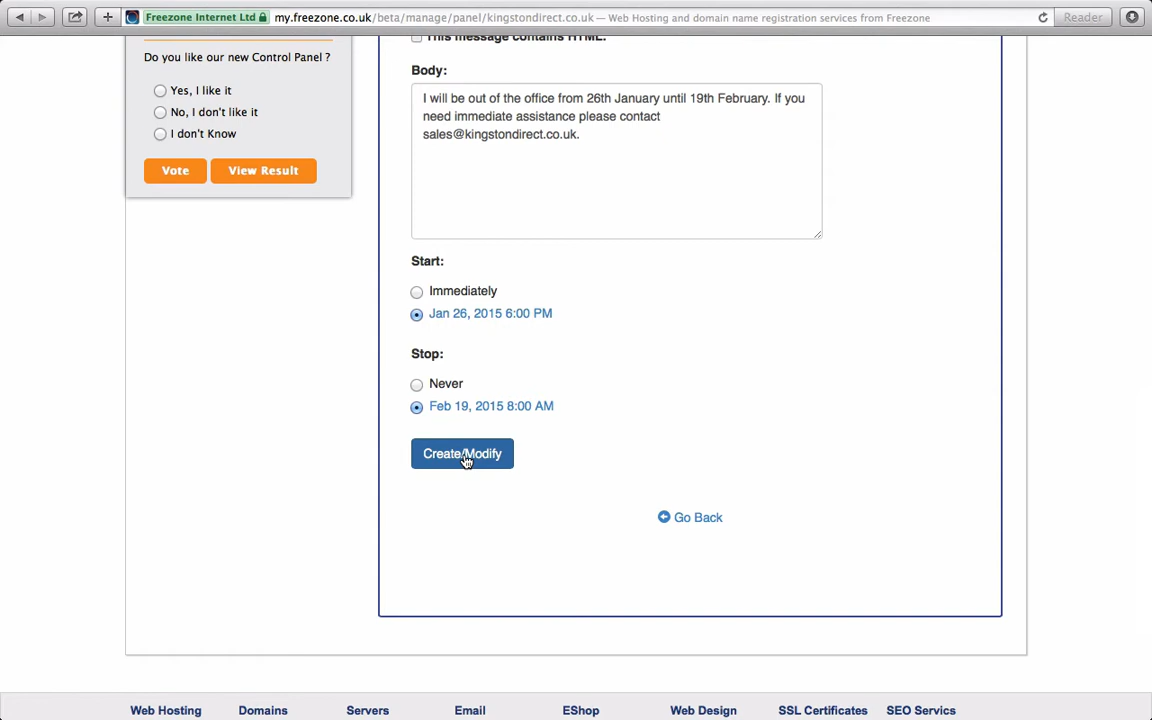 Freezone Internet Ltd my.freezone.co.uk/beta/manage/panel/kingstondirect.co.uk — Web Hosting and domain name registration services from Freezone Reader
This message contains HTML.
Do you like our new Control Panel ?
Body:
Yes, I like it
No, I don't like it
I don't Know
Vote View Result
I will be out of the office from 26th January until 19th February. If you
need immediate assistance please contact
sales@kingstondirect.co.uk.
Start:
Immediately
Jan 26, 2015 6:00 PM
Stop:
Never
Feb 19, 2015 8:00 AM
Create/Modify
Go Back
Web Hosting Domains Servers Email EShop Web Design SSL Certificates SEO Servics